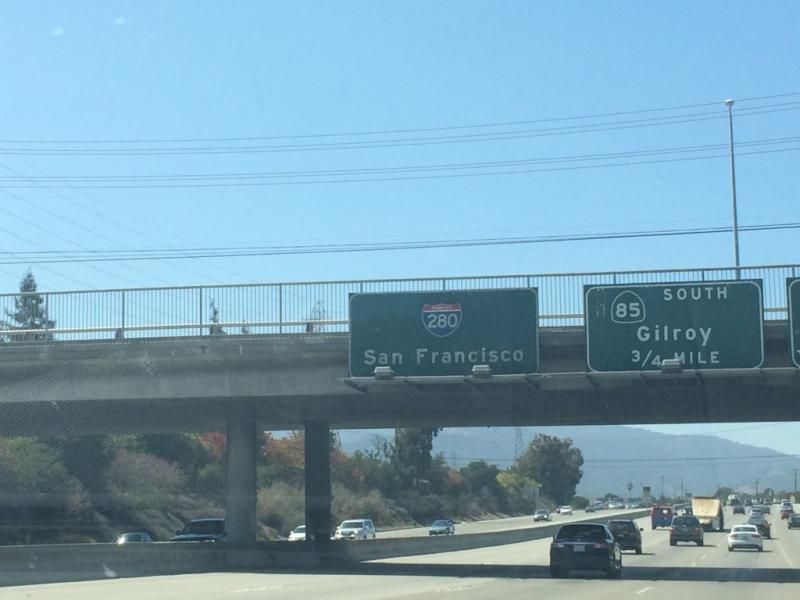 280
San Francisco
SOUTH
85
Gilroy
3/4 MILE